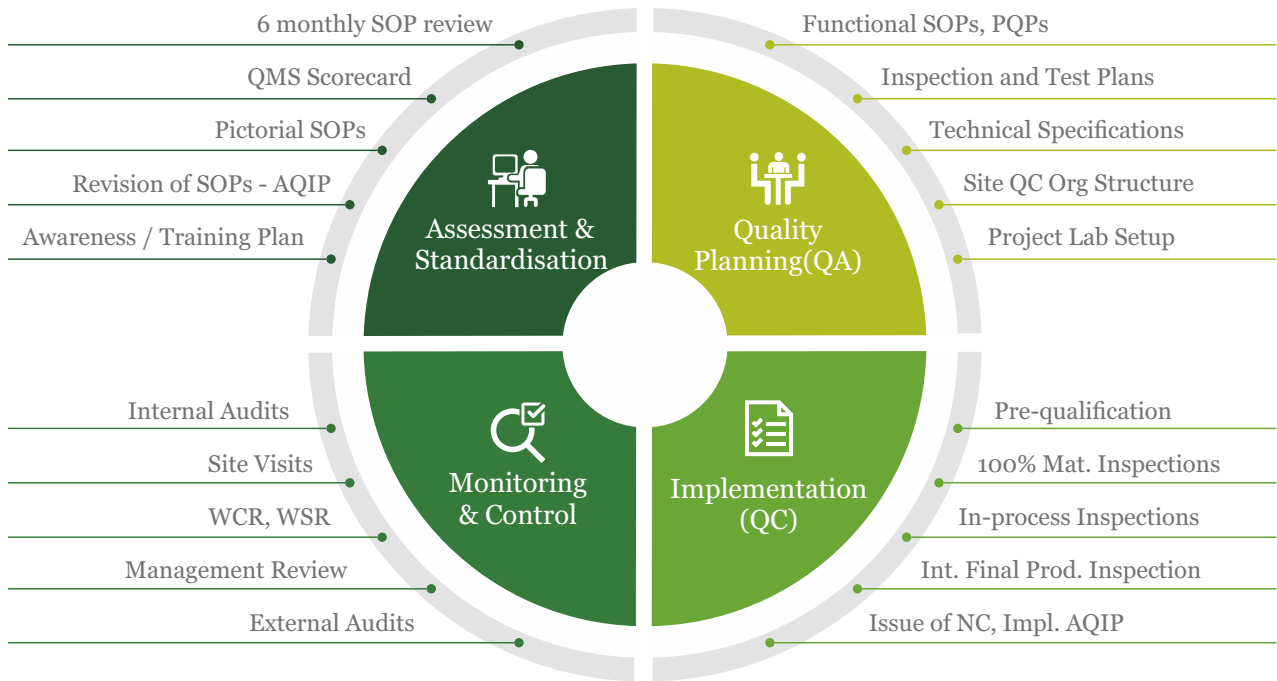 6 monthly SOP review
QMS Scorecard
Pictorial SOPs
Revision of SOPs - AQIP
Awareness / Training Plan
Assessment &
Standardisation
Functional SOPs, PQPs
Inspection and Test Plans
Technical Specifications
Site QC Org Structure
Project Lab Setup
Quality
Planning(QA)
Internal Audits
Site Visits
WCR, WSR
Management Review
External Audits
Monitoring
& Control
Pre-qualification
100% Mat. Inspections
In-process Inspections
Int. Final Prod. Inspection
Issue of NC, Impl. AQIP
Implementation
(QC)